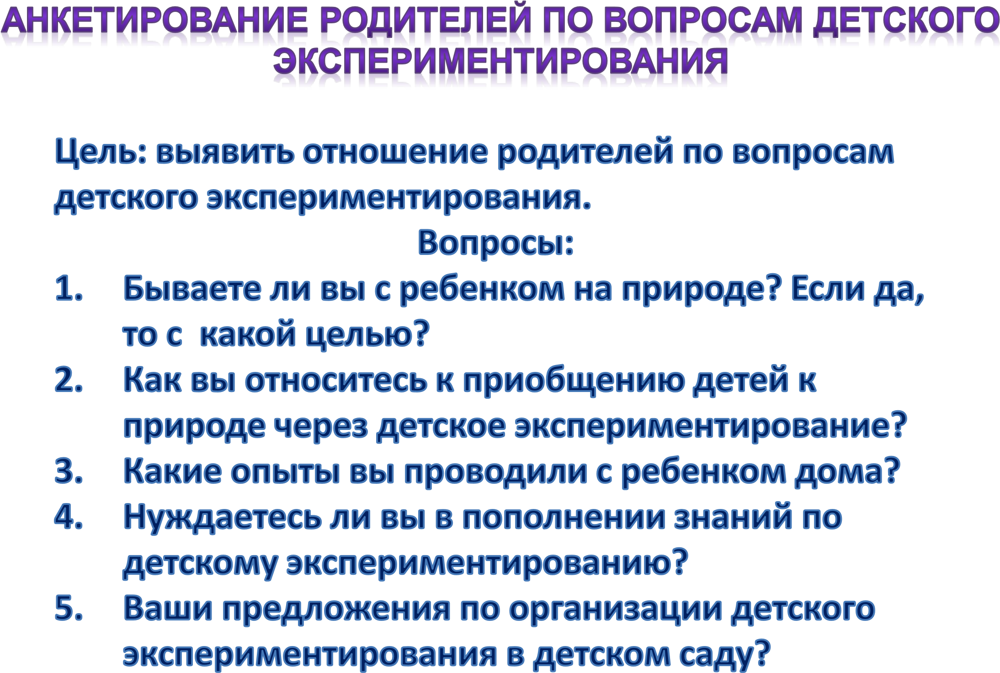 АНКЕТИРОВАНИЕ РОДИТЕЛЕЙ ПО ВОПРОСАМ ДЕТСКОГО
ЭКСПЕРИМЕНТИРОВАНИЯ
Цель: выявить отношение родителей по вопросам
детского экспериментирования.
Вопросы:
1. Бываете ли вы с ребенком на природе? Если да,
то с какой целью?
2. Как вы относитесь к приобщению детей к
природе через детское экспериментирование?
3. Какие опыты вы проводили с ребенком дома?
4. Нуждаетесь ли вы в пополнении знаний по
детскому экспериментированию?
5. Ваши предложения по организации детского
экспериментирования в детском саду?